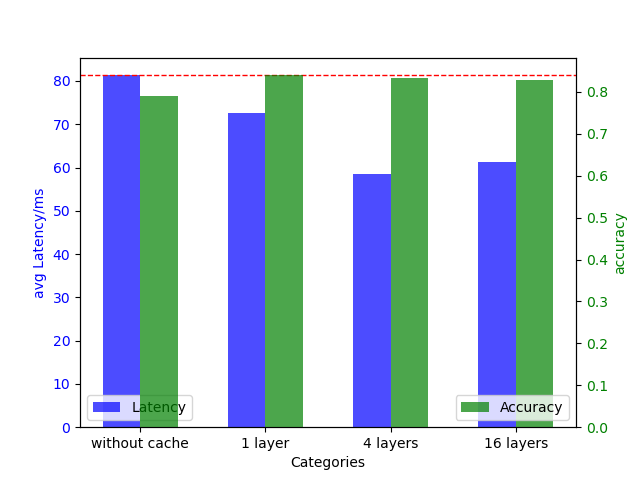 80
70
60
50
40
30
20
10
0
avg Latency/ms
0.8
0.7
0.6
0.5
0.4
0.3
0.2
0.1
0.0
accuracy
Latency
Accuracy
without cache
1 layer
4 layers
16 layers
Categories